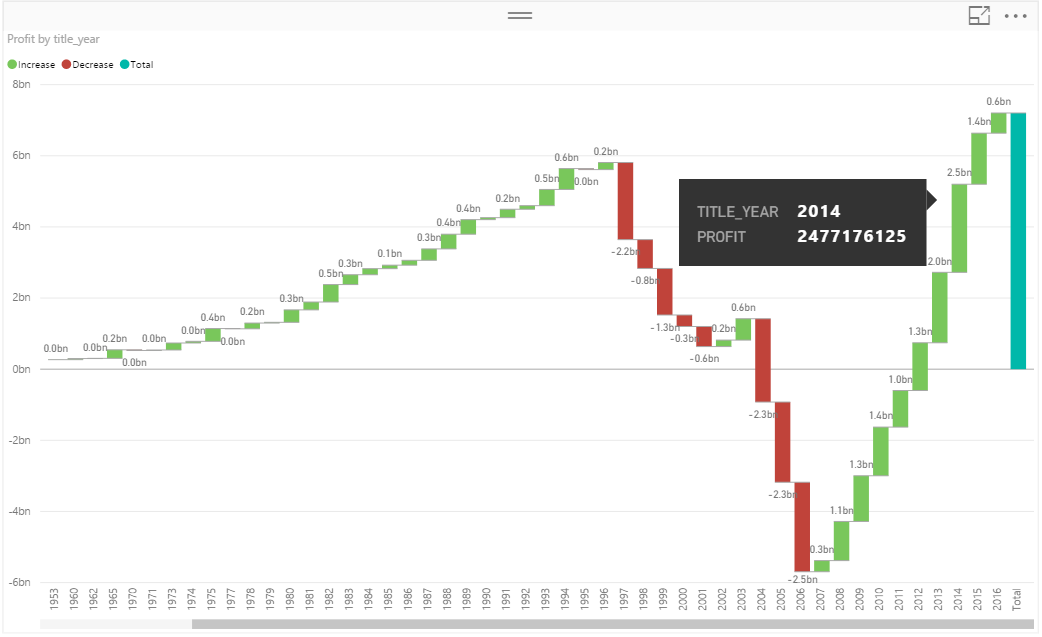 Profit by title_year
Increase Decrease Total
8bn
6bn
4bn
2bn
0bn
-2bn
-4bn
-6bn
0.0bn
0.0bn
0.2bn
0.0bn
0.0bn
0.0bn
0.4bn
0.0bn
0.2bn
0.3bn
0.5bn
0.3bn
0.1bn
0.3bn
0.4bn
0.4bn
0.2bn
0.5bn
0.6bn
0.0bn
0.2bn
-2.2bn
-0.8bn
-1.3bn
-0.3bn
-0.6bn
0.2bn
0.6bn
-2.3bn
-2.3bn
-2.5bn
0.3bn
1.1bn
1.3bn
1.4bn
1.0bn
1.3bn
2.0bn
2.5bn
1.4bn
0.6bn
TITLE_YEAR 2014
PROFIT 2477176125
1953 1960 1962 1965 1970 1971 1973 1974 1975 1977 1978 1979 1980 1981 1982 1983 1984 1985 1986 1987 1988 1989 1990 1991 1992 1993 1994 1995 1996 1997 1998 1999 2000 2001 2002 2003 2004 2005 2006 2007 2008 2009 2010 2011 2012 2013 2014 2015 2016 Total